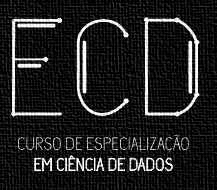 ECD
CURSO DE ESPECIALIZAÇÃO
EM CIÊNCIA DE DADOS